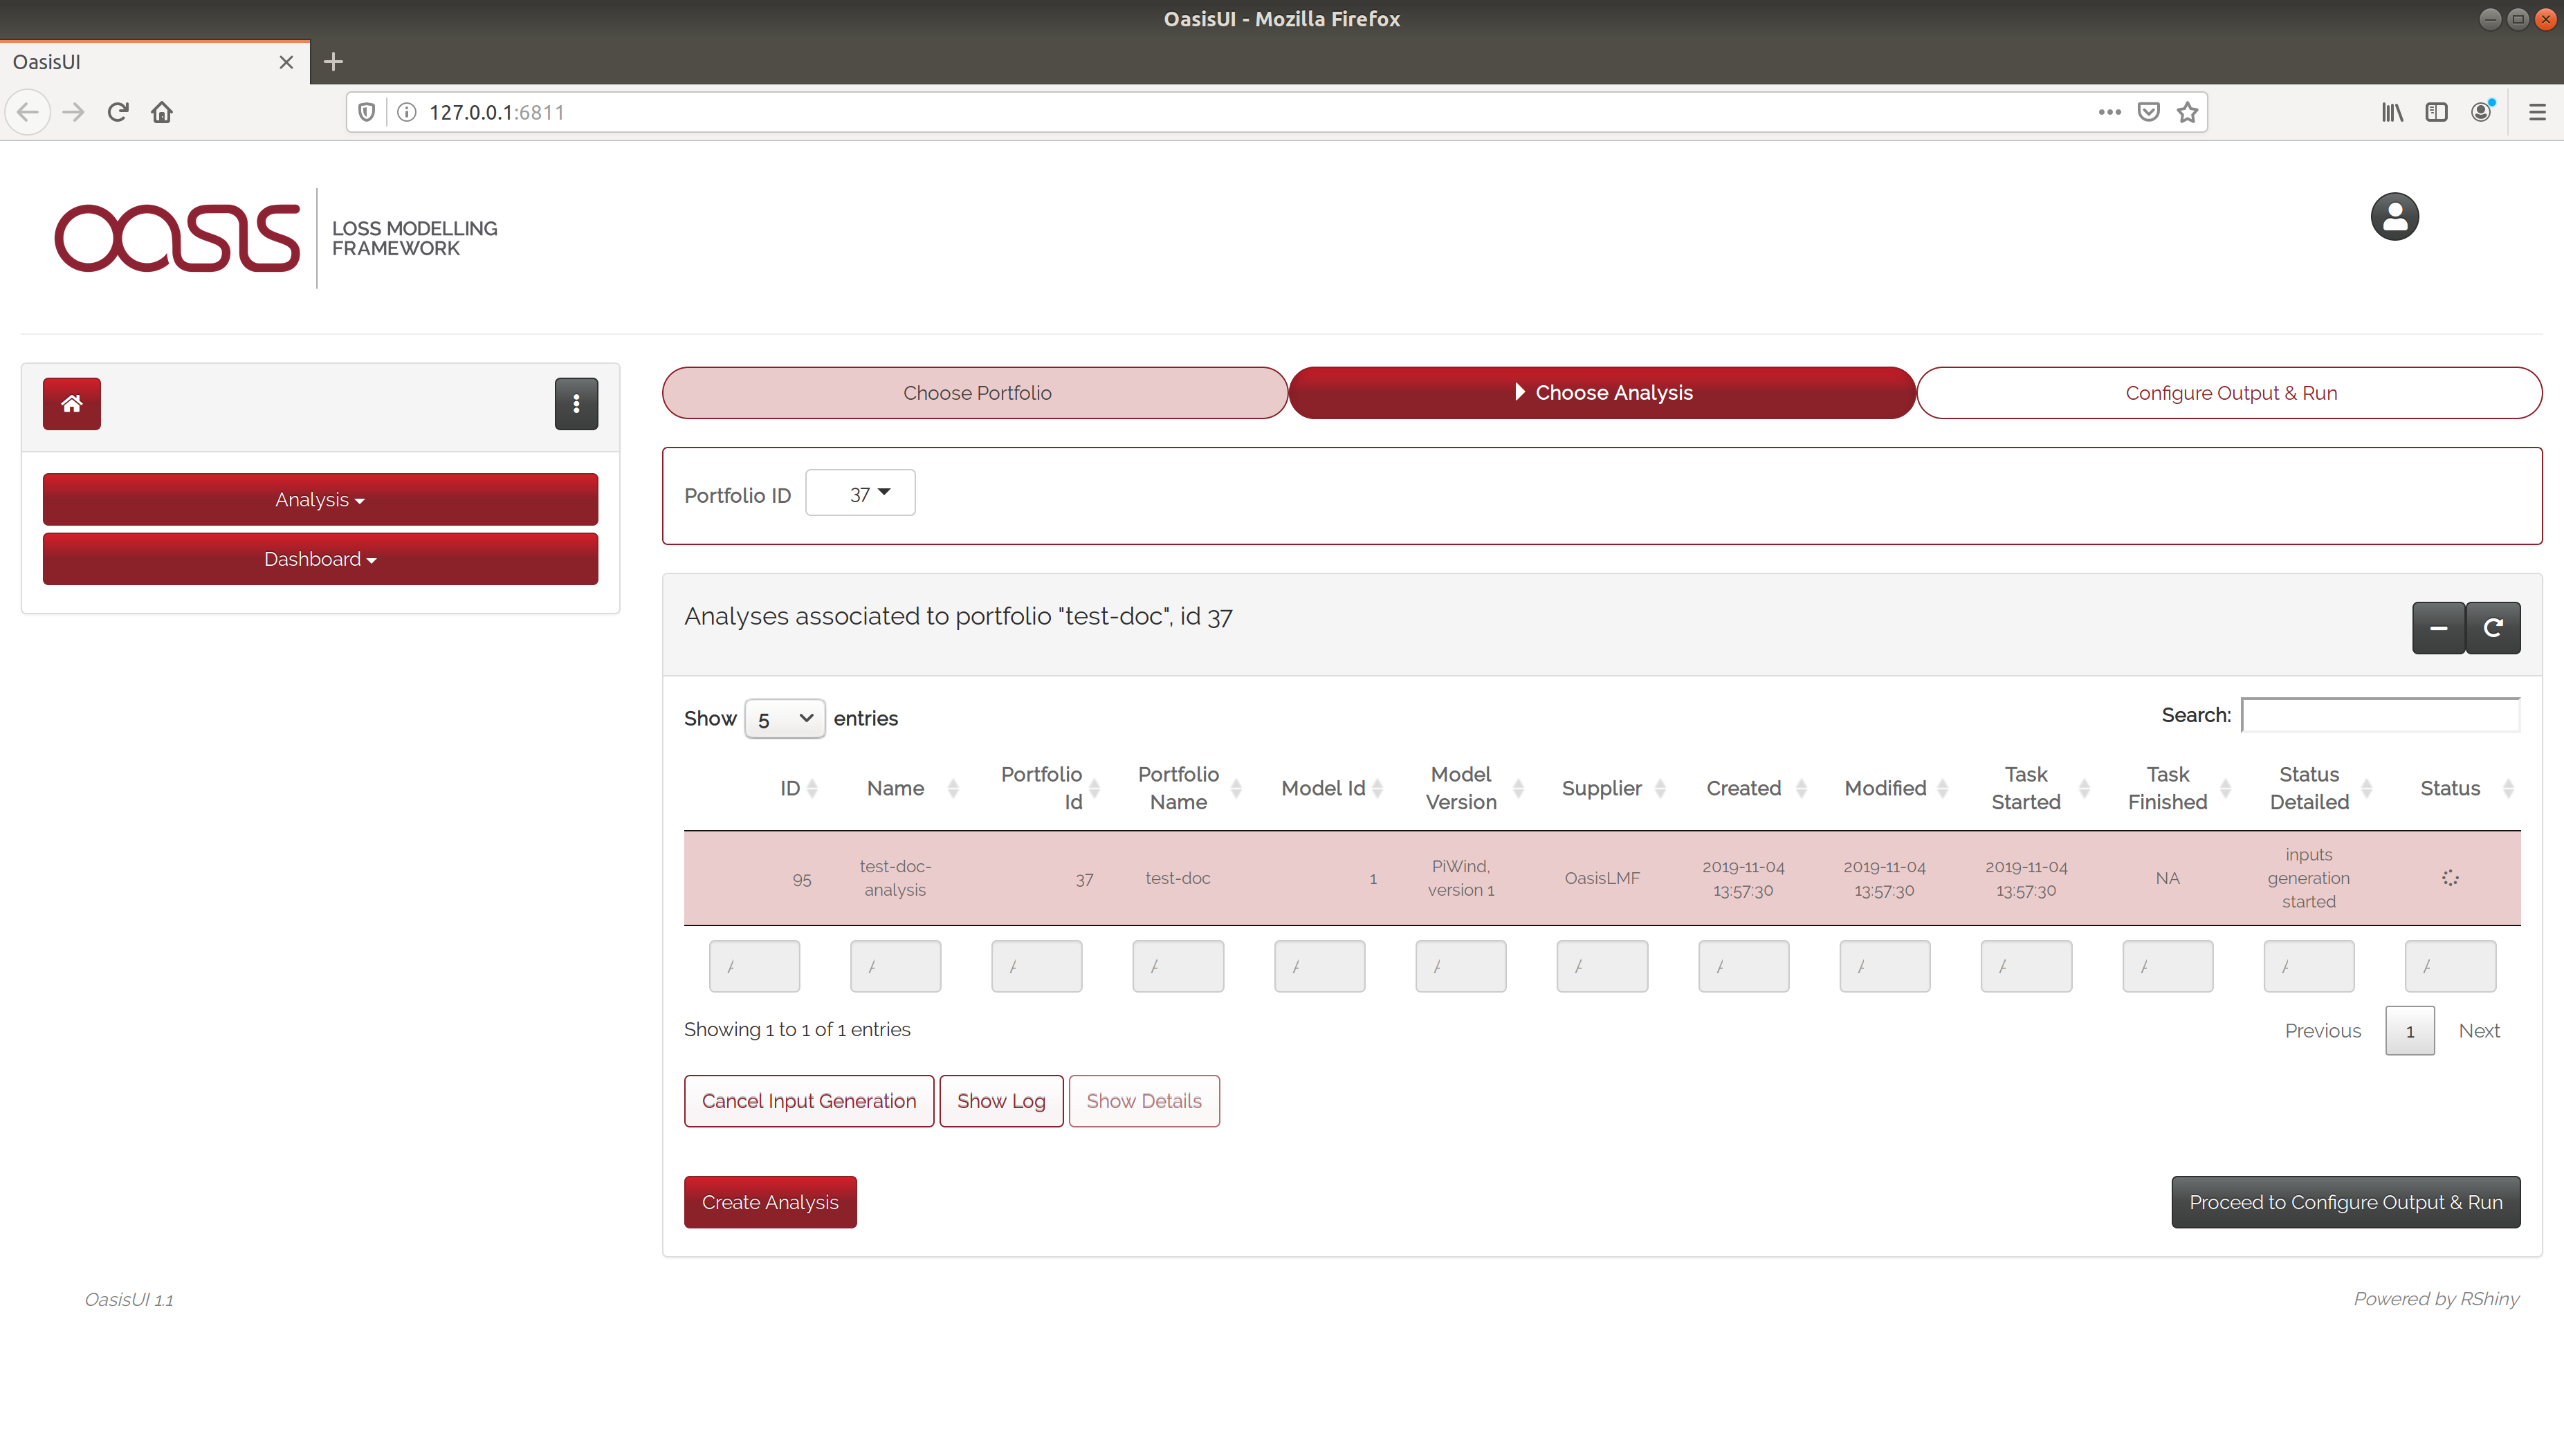 OasisUI - Mozilla Firefox
OasisUI
127.0.0.1:6811
oasis
LOSS MODELLING
FRAMEWORK
Choose Portfolio
Choose Analysis
Configure Output & Run
Analysis
Dashboard
Portfolio ID 37
Analyses associated to portfolio "test-doc", id 37
Show 5 entries
Search:
ID Name Portfolio Id Portfolio Name Model Id Model Version Supplier Created Modified Task Started Task Finished Status Detailed Status
95 test-doc-analysis 37 test-doc 1 PiWind, version 1 OasisLMF 2019-11-04 13:57:30 2019-11-04 13:57:30 2019-11-04 13:57:30 NA inputs generation started
Showing 1 to 1 of 1 entries
Previous 1 Next
Cancel Input Generation Show Log Show Details
Create Analysis
Proceed to Configure Output & Run
OasisUI 1.1
Powered by RShiny